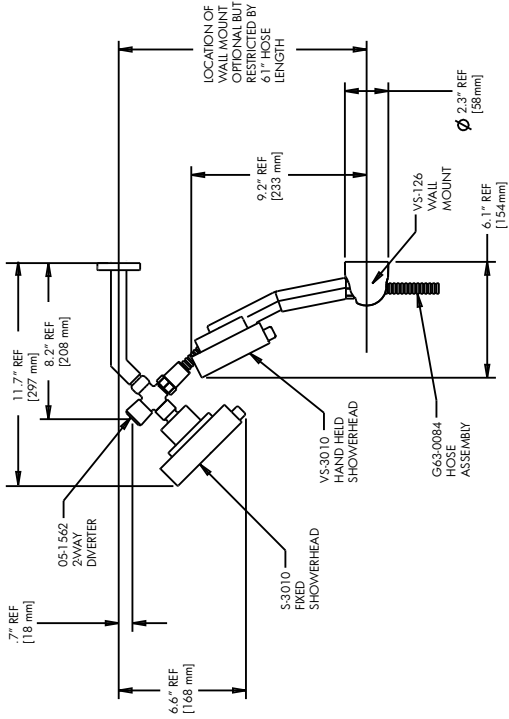 LOCATION OF
WALL MOUNT
OPTIONAL BUT
RESTRICTED BY
61" HOSE
LENGTH
Ø 2.3" REF
[58mm]
9.2" REF
[233 mm]
VS-126
WALL
MOUNT
6.1" REF
[154mm]
11.7" REF
[297 mm]
8.2" REF
[208 mm]
VS-3010
HAND HELD
SHOWERHEAD
G63-0084
HOSE
ASSEMBLY
05-1562
2-WAY
DIVERTER
S-3010
FIXED
SHOWERHEAD
.7" REF
[18 mm]
6.6" REF
[168 mm]